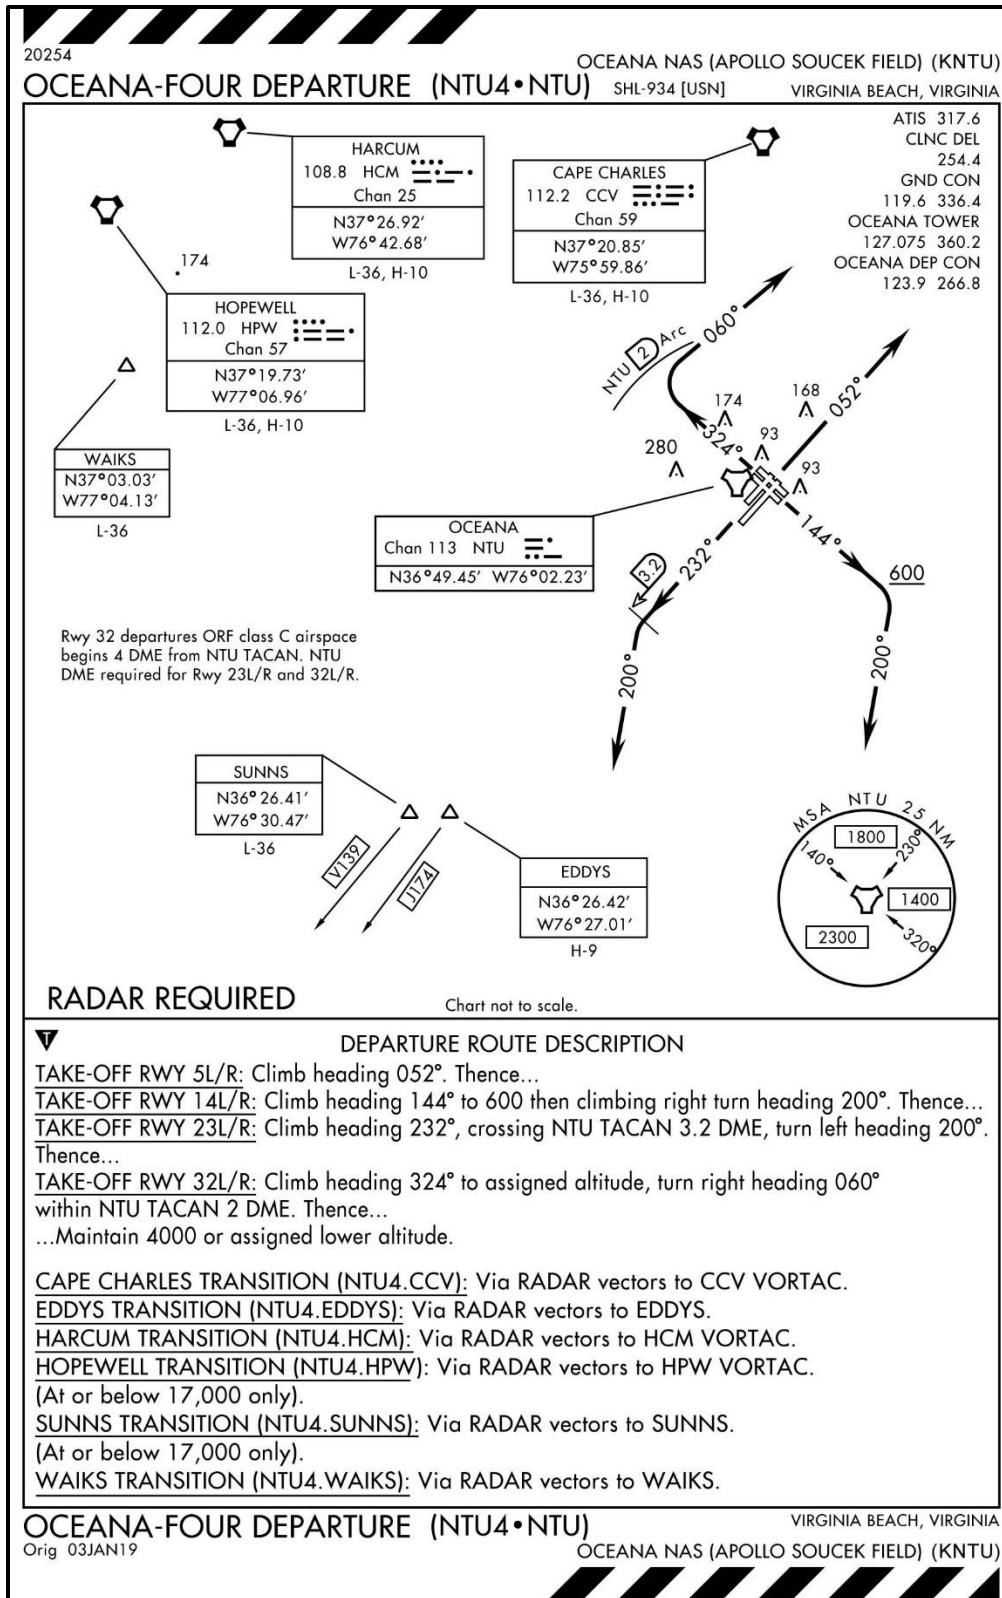 20254
OCEANA NAS (APOLLO SOUCEK FIELD) (KNTU)
OCEANA-FOUR DEPARTURE (NTU4•NTU) SHL-934 [USN] VIRGINIA BEACH, VIRGINIA
ATIS 317.6
CLNC DEL
254.4
GND CON
119.6 336.4
OCEANA TOWER
127.075 360.2
OCEANA DEP CON
123.9 266.8
HARCUM
108.8 HCM
Chan 25
N37°26.92'
W76°42.68'
L-36, H-10
CAPE CHARLES
112.2 CCV
Chan 59
N37°20.85'
W75°59.86'
L-36, H-10
174
HOPEWELL
112.0 HPW
Chan 57
N37°19.73'
W77°06.96'
L-36, H-10
NTU 2 Arc
060°
052°
174
168
324°
93
280
93
WAIKS
N37°03.03'
W77°04.13'
L-36
OCEANA
Chan 113 NTU
N36°49.45' W76°02.23'
144°
232°
3.2
600
200°
200°
Rwy 32 departures ORF class C airspace
begins 4 DME from NTU TACAN. NTU
DME required for Rwy 23L/R and 32L/R.
SUNNS
N36°26.41'
W76°30.47'
L-36
V139
J174
EDDYS
N36°26.42'
W76°27.01'
H-9
MSA NTU 25 NM
1800
140°
230°
1400
2300
320°
RADAR REQUIRED
Chart not to scale.
T
DEPARTURE ROUTE DESCRIPTION
TAKE-OFF RWY 5L/R: Climb heading 052°. Thence...
TAKE-OFF RWY 14L/R: Climb heading 144° to 600 then climbing right turn heading 200°. Thence...
TAKE-OFF RWY 23L/R: Climb heading 232°, crossing NTU TACAN 3.2 DME, turn left heading 200°.
Thence...
TAKE-OFF RWY 32L/R: Climb heading 324° to assigned altitude, turn right heading 060°
within NTU TACAN 2 DME. Thence...
...Maintain 4000 or assigned lower altitude.
CAPE CHARLES TRANSITION (NTU4.CCV): Via RADAR vectors to CCV VORTAC.
EDDYS TRANSITION (NTU4.EDDYS): Via RADAR vectors to EDDYS.
HARCUM TRANSITION (NTU4.HCM): Via RADAR vectors to HCM VORTAC.
HOPEWELL TRANSITION (NTU4.HPW): Via RADAR vectors to HPW VORTAC.
(At or below 17,000 only).
SUNNS TRANSITION (NTU4.SUNNS): Via RADAR vectors to SUNNS.
(At or below 17,000 only).
WAIKS TRANSITION (NTU4.WAIKS): Via RADAR vectors to WAIKS.
OCEANA-FOUR DEPARTURE (NTU4•NTU) VIRGINIA BEACH, VIRGINIA
Orig 03JAN19 OCEANA NAS (APOLLO SOUCEK FIELD) (KNTU)